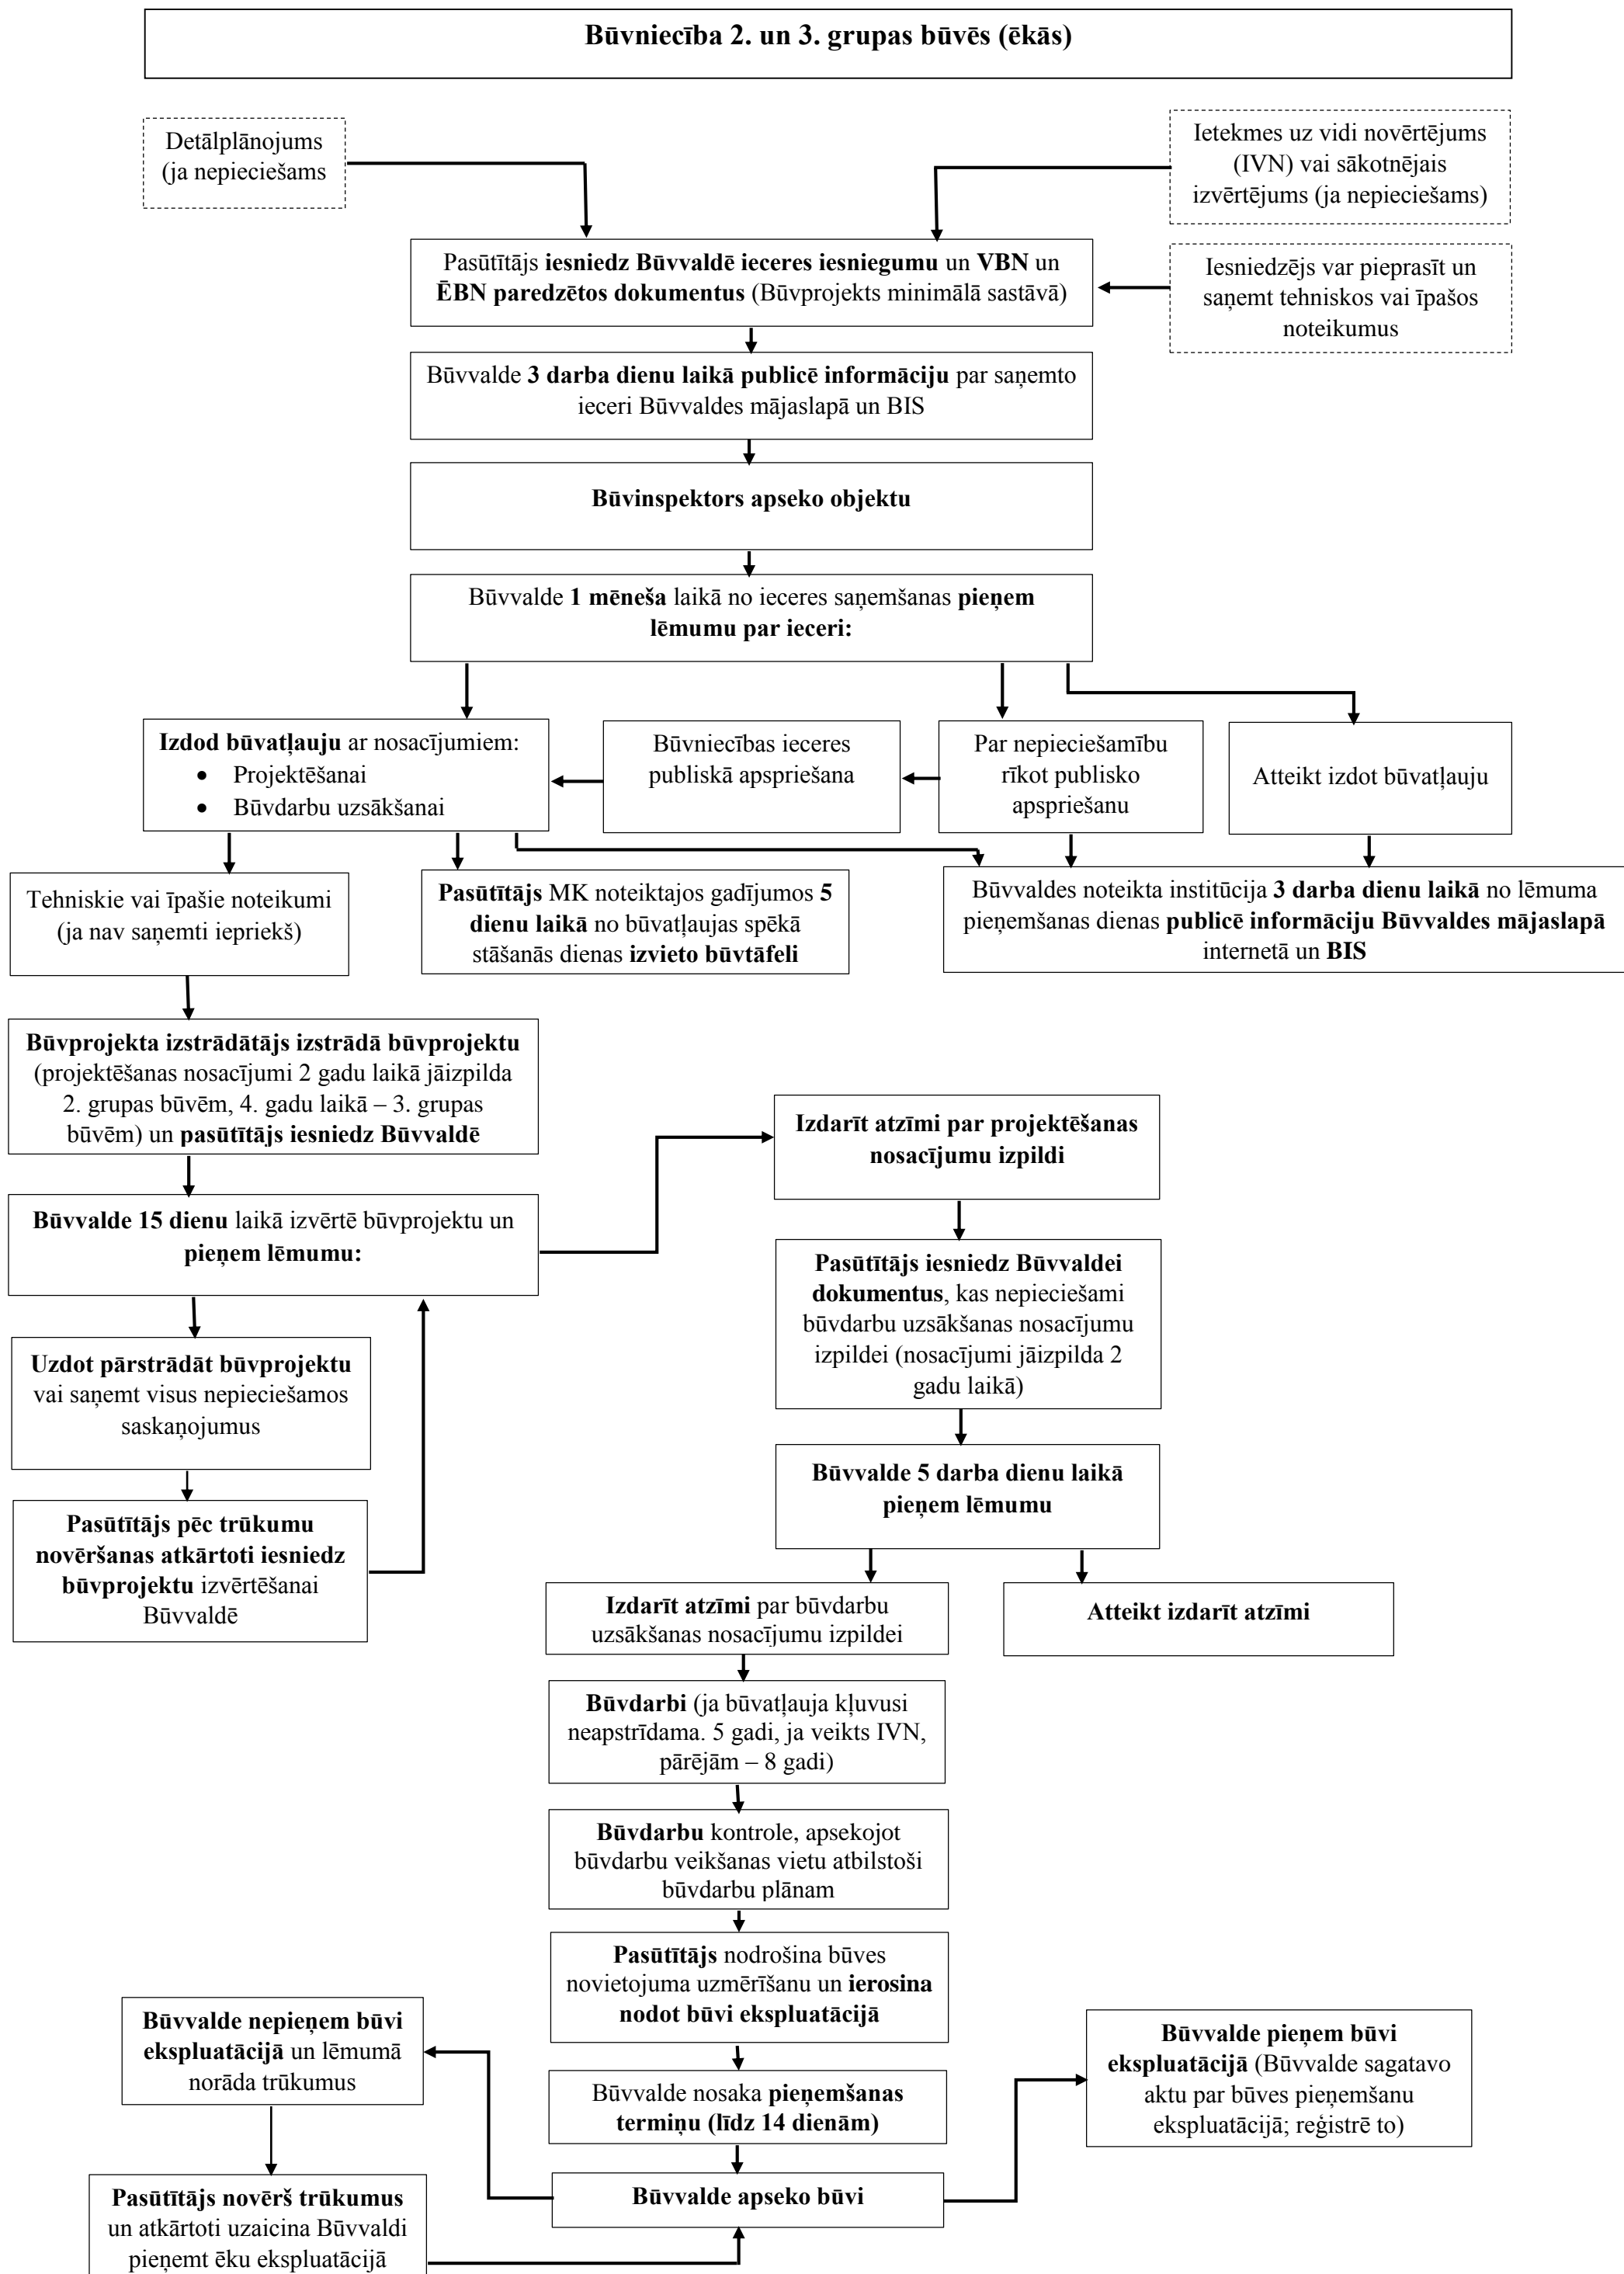 Būvniecība 2. un 3. grupas būvēs (ēkās)
Detālplānojums
(ja nepieciešams
Ietekmes uz vidi novērtējums
(IVN) vai sākotnējais
izvērtējums (ja nepieciešams)
Pasūtītājs iesniedz Būvvaldē ieceres iesniegumu un VBN un
ĒBN paredzētos dokumentus (Būvprojekts minimālā sastāvā)
Iesniedzējs var pieprasīt un
saņemt tehniskos vai īpašos
noteikumus
Būvvalde 3 darba dienu laikā publicē informāciju par saņemto
ieceri Būvvaldes mājaslapā un BIS
Būvinspektors apseko objektu
Būvvalde 1 mēneša laikā no ieceres saņemšanas pieņem
lēmumu par ieceri:
Izdod būvatļauju ar nosacījumiem:
• Projektēšanai
• Būvdarbu uzsākšanai
Būvniecības ieceres
publiskā apspriešana
Par nepieciešamību
rīkot publisko
apspriešanu
Atteikt izdot būvatļauju
Tehniskie vai īpašie noteikumi
(ja nav saņemti iepriekš)
Pasūtītājs MK noteiktajos gadījumos 5
dienu laikā no būvatļaujas spēkā
stāšanās dienas izvieto būvtāfeli
Būvvaldes noteikta institūcija 3 darba dienu laikā no lēmuma
pieņemšanas dienas publicē informāciju Būvvaldes mājaslapā
internetā un BIS
Būvprojekta izstrādātājs izstrādā būvprojektu
(projektēšanas nosacījumi 2 gadu laikā jāizpilda
2. grupas būvēm, 4. gadu laikā – 3. grupas
būvēm) un pasūtītājs iesniedz Būvvaldē
Izdarīt atzīmi par projektēšanas
nosacījumu izpildi
Būvvalde 15 dienu laikā izvērtē būvprojektu un
pieņem lēmumu:
Pasūtītājs iesniedz Būvvaldei
dokumentus, kas nepieciešami
būvdarbu uzsākšanas nosacījumu
izpildei (nosacījumi jāizpilda 2
gadu laikā)
Uzdot pārstrādāt būvprojektu
vai saņemt visus nepieciešamos
saskaņojumus
Būvvalde 5 darba dienu laikā
pieņem lēmumu
Pasūtītājs pēc trūkumu
novēršanas atkārtoti iesniedz
būvprojektu izvērtēšanai
Būvvaldē
Izdarīt atzīmi par būvdarbu
uzsākšanas nosacījumu izpildei
Atteikt izdarīt atzīmi
Būvdarbi (ja būvatļauja kļuvusi
neapstrīdama. 5 gadi, ja veikts IVN,
pārējām – 8 gadi)
Būvdarbu kontrole, apsekojot
būvdarbu veikšanas vietu atbilstoši
būvdarbu plānam
Pasūtītājs nodrošina būves
novietojuma uzmērīšanu un ierosina
nodot būvi ekspluatācijā
Būvvalde nepieņem būvi
ekspluatācijā un lēmumā
norāda trūkumus
Būvvalde pieņem būvi
ekspluatācijā (Būvvalde sagatavo
aktu par būves pieņemšanu
ekspluatācijā; reģistrē to)
Būvvalde nosaka pieņemšanas
termiņu (līdz 14 dienām)
Būvvalde apseko būvi
Pasūtītājs novērš trūkumus
un atkārtoti uzaicina Būvvaldi
pieņemt ēku ekspluatācijā